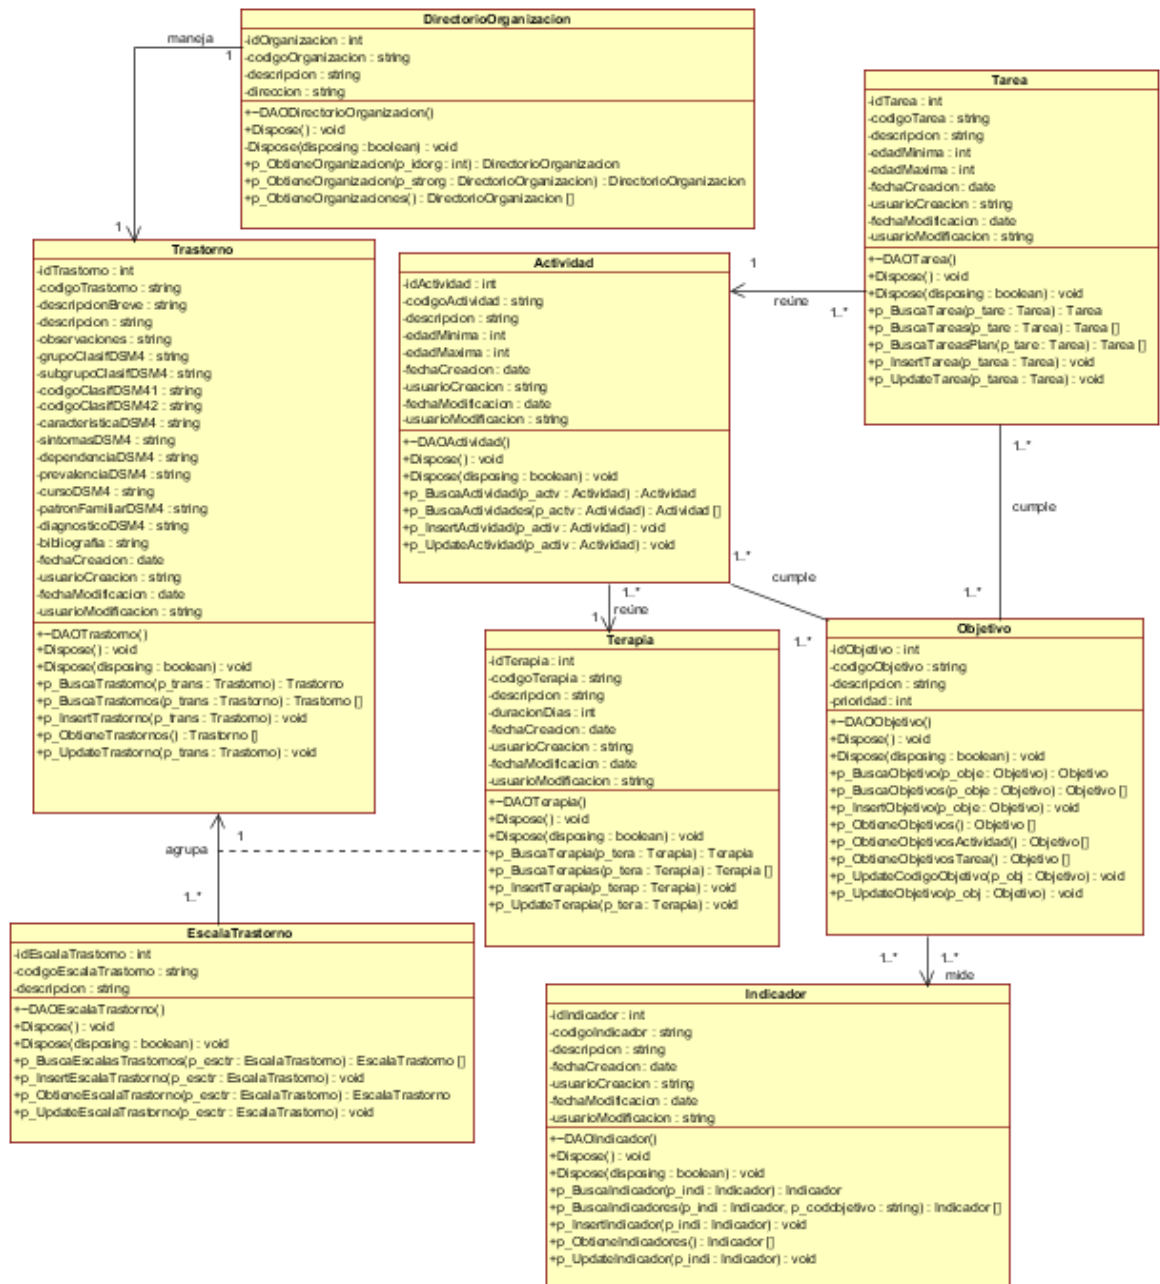 DirectorioOrganizacion
-idOrganizacion : int
-codigoOrganizacion : string
-descripcion : string
-direccion : string
+~DAODirectorioOrganizacion()
+Dispose() : void
-Dispose(disposing : boolean) : void
+p_ObtieneOrganizacion(p_idorg : int) : DirectorioOrganizacion
+p_ObtieneOrganizacion(p_strorg : DirectorioOrganizacion) : DirectorioOrganizacion
+p_ObtieneOrganizaciones() : DirectorioOrganizacion []
maneja
1
1
Tarea
-idTarea : int
-codigoTarea : string
-descripcion : string
-edadMinima : int
-edadMaxima : int
-fechaCreacion : date
-usuarioCreacion : string
-fechaModificacion : date
-usuarioModificacion : string
+~DAOTarea()
+Dispose() : void
+Dispose(disposing : boolean) : void
+p_BuscaTarea(p_tare : Tarea) : Tarea
+p_BuscaTareas(p_tare : Tarea) : Tarea []
+p_BuscaTareasPlan(p_tare : Tarea) : Tarea []
+p_InsertTarea(p_tarea : Tarea) : void
+p_UpdateTarea(p_tarea : Tarea) : void
Trastorno
-idTrastorno : int
-codigoTrastorno : string
-descripcionBreve : string
-descripcion : string
-observaciones : string
-grupoClasifDSM4 : string
-subgrupoClasifDSM4 : string
-codigoClasifDSM41 : string
-codigoClasifDSM42 : string
-caracteristicaDSM4 : string
-sintomasDSM4 : string
-dependenciaDSM4 : string
-prevalenciaDSM4 : string
-cursoDSM4 : string
-patronFamiliarDSM4 : string
-diagnosticoDSM4 : string
-bibliografia : string
-fechaCreacion : date
-usuarioCreacion : string
-fechaModificacion : date
-usuarioModificacion : string
+~DAOTrastorno()
+Dispose() : void
+Dispose(disposing : boolean) : void
+p_BuscaTrastorno(p_trans : Trastorno) : Trastorno
+p_BuscaTrastornos(p_trans : Trastorno) : Trastorno []
+p_InsertTrastorno(p_trans : Trastorno) : void
+p_ObtieneTrastornos() : Trastorno []
+p_UpdateTrastorno(p_trans : Trastorno) : void
Actividad
-idActividad : int
-codigoActividad : string
-descripcion : string
-edadMinima : int
-edadMaxima : int
-fechaCreacion : date
-usuarioCreacion : string
-fechaModificacion : date
-usuarioModificacion : string
+~DAOActividad()
+Dispose() : void
+Dispose(disposing : boolean) : void
+p_BuscaActividad(p_actv : Actividad) : Actividad
+p_BuscaActividades(p_actv : Actividad) : Actividad []
+p_InsertActividad(p_activ : Actividad) : void
+p_UpdateActividad(p_activ : Actividad) : void
1
reúne
1..*
1..*
cumple
1..*
1..*
cumple
1..*
1..*
reúne
1
Terapia
-idTerapia : int
-codigoTerapia : string
-descripcion : string
-duracionDias : int
-fechaCreacion : date
-usuarioCreacion : string
-fechaModificacion : date
-usuarioModificacion : string
+~DAOTerapia()
+Dispose() : void
+Dispose(disposing : boolean) : void
+p_BuscaTerapia(p_tera : Terapia) : Terapia
+p_BuscaTerapias(p_tera : Terapia) : Terapia []
+p_InsertTerapia(p_terap : Terapia) : void
+p_UpdateTerapia(p_tera : Terapia) : void
Objetivo
-idObjetivo : int
-codigoObjetivo : string
-descripcion : string
-prioridad : int
+~DAOObjetivo()
+Dispose() : void
+Dispose(disposing : boolean) : void
+p_BuscaObjetivo(p_obje : Objetivo) : Objetivo
+p_BuscaObjetivos(p_obje : Objetivo) : Objetivo []
+p_InsertObjetivo(p_obje : Objetivo) : void
+p_ObtieneObjetivos() : Objetivo []
+p_ObtieneObjetivosActividad() : Objetivo []
+p_ObtieneObjetivosTarea() : Objetivo []
+p_UpdateCodigoObjetivo(p_obj : Objetivo) : void
+p_UpdateObjetivo(p_obj : Objetivo) : void
1
agrupa
1..*
EscalaTrastorno
-idEscalaTrastorno : int
-codigoEscalaTrastorno : string
-descripcion : string
+~DAOEscalaTrastorno()
+Dispose() : void
+Dispose(disposing : boolean) : void
+p_BuscaEscalasTrastornos(p_esctr : EscalaTrastorno) : EscalaTrastorno []
+p_InsertEscalaTrastorno(p_esctr : EscalaTrastorno) : void
+p_ObtieneEscalaTrastorno(p_esctr : EscalaTrastorno) : EscalaTrastorno
+p_UpdateEscalaTrastorno(p_esctr : EscalaTrastorno) : void
1..*
1..*
mide
Indicador
-idIndicador : int
-codigoIndicador : string
-descripcion : string
-fechaCreacion : date
-usuarioCreacion : string
-fechaModificacion : date
-usuarioModificacion : string
+~DAOIndicador()
+Dispose() : void
+Dispose(disposing : boolean) : void
+p_BuscaIndicador(p_indi : Indicador) : Indicador
+p_BuscaIndicadores(p_indi : Indicador, p_codobjetivo : string) : Indicador []
+p_InsertIndicador(p_indi : Indicador) : void
+p_ObtieneIndicadores() : Indicador []
+p_UpdateIndicador(p_indi : Indicador) : void